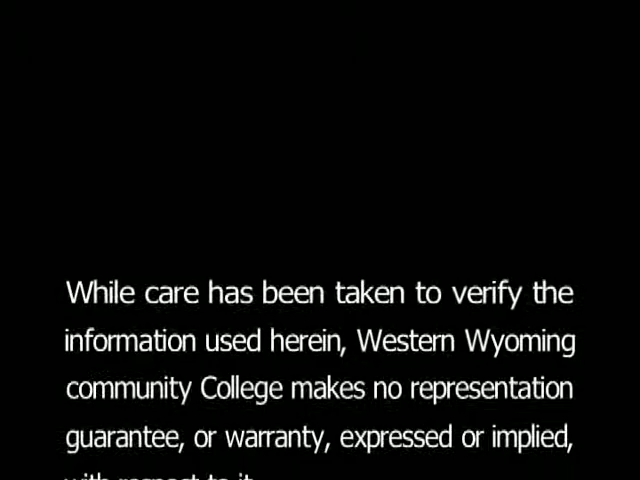 While care has been taken to verify the
information used herein, Western Wyoming
community College makes no representation
guarantee, or warranty, expressed or implied,
with respect to it